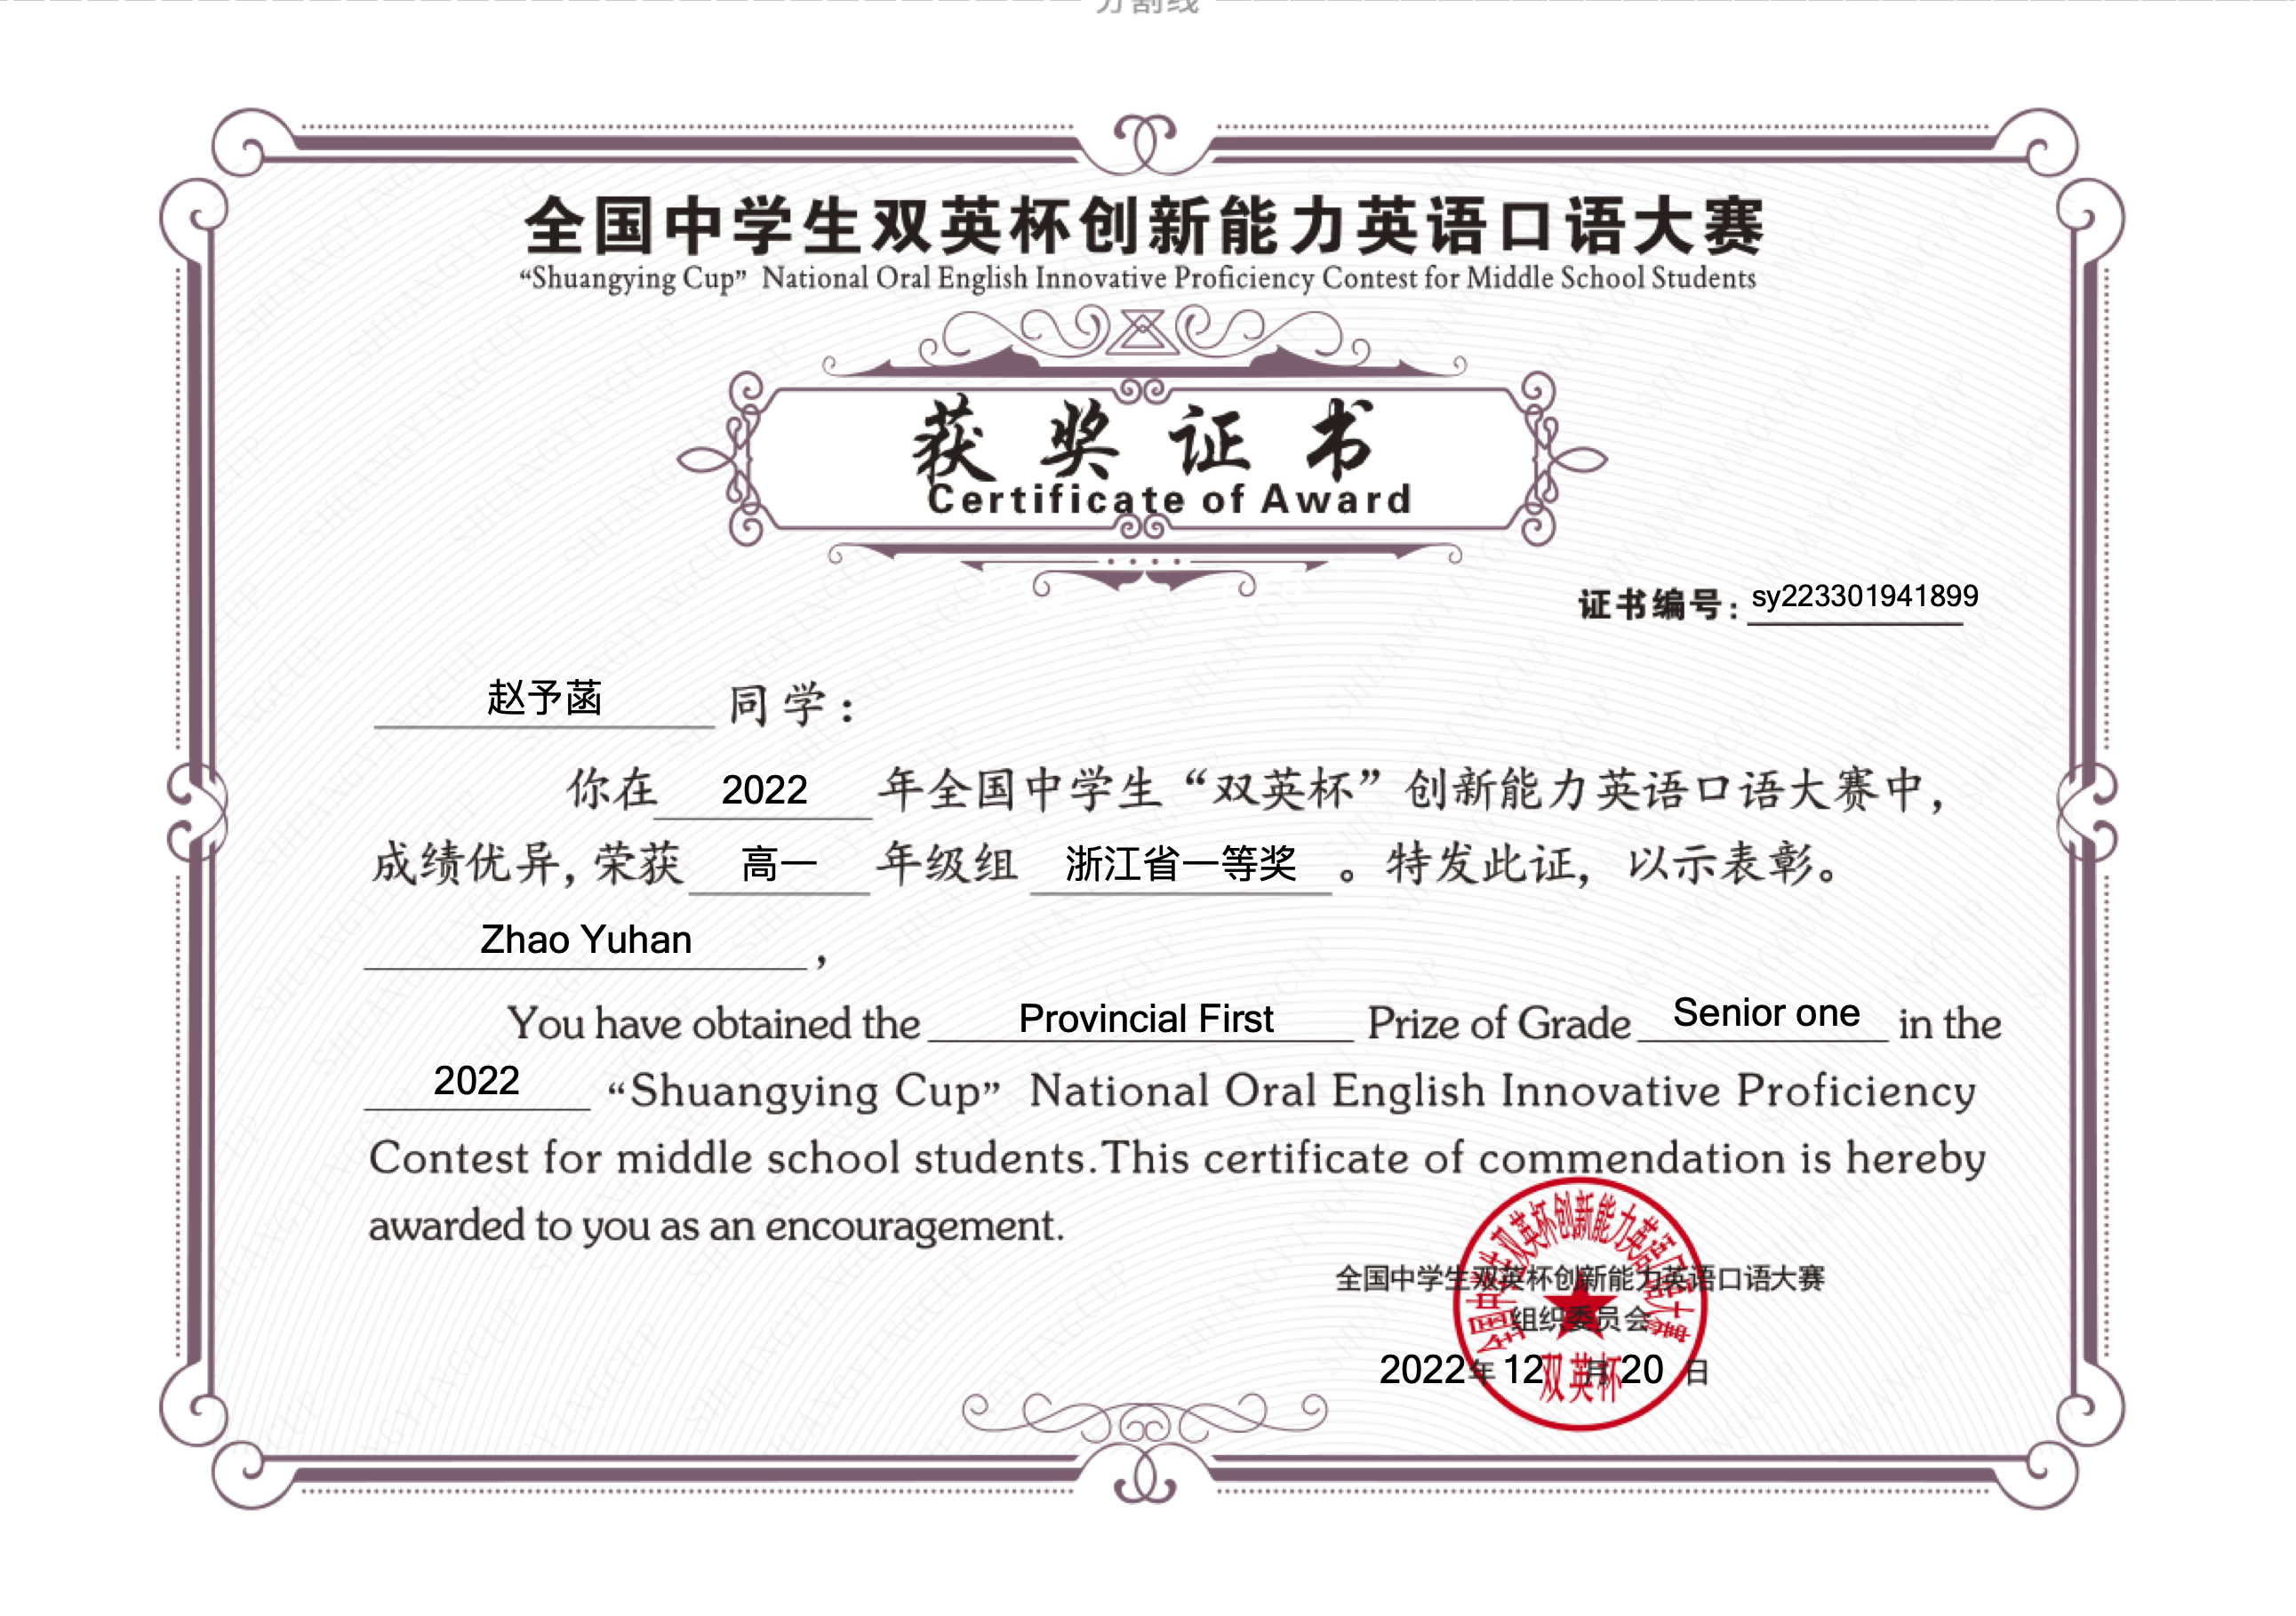 分割线
全国中学生双英杯创新能力英语口语大赛
“Shuangying Cup” National Oral English Innovative Proficiency Contest for Middle School Students
获奖证书
Certificate of Award
证书编号: sy223301941899
赵予菡 同学:
你在 2022 年全国中学生“双英杯”创新能力英语口语大赛中,
成绩优异, 荣获 高一 年级组 浙江省一等奖 。特发此证, 以示表彰。
Zhao Yuhan ,
You have obtained the Provincial First Prize of Grade Senior one in the
2022 “Shuangying Cup” National Oral English Innovative Proficiency
Contest for middle school students.This certificate of commendation is hereby
awarded to you as an encouragement.
全国中学生双英杯创新能力英语口语大赛
全国中学生双英杯创新能力英语口语大赛
组织委员会
2022年 12 月 20 日
双英杯